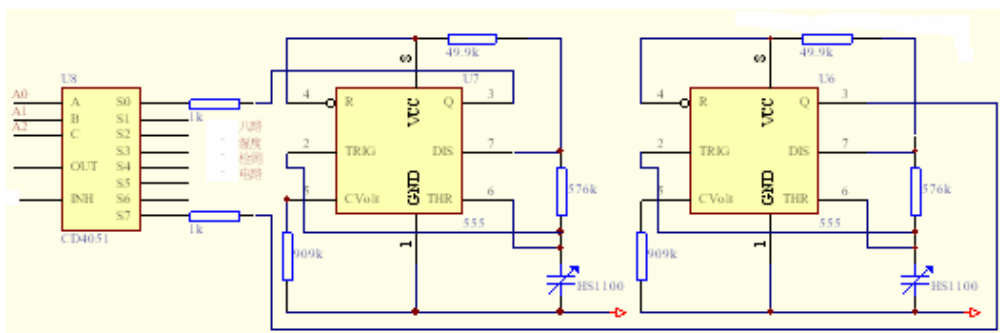 49.9k
49.9k
U8
U7
U6
A0
A1
A2
A
B
C
OUT
INH
S0
S1
S2
S3
S4
S5
S6
S7
CD4051
1k
1k
八路
湿度
检测
电路
4
R
8
VCC
Q
3
2
TRIG
DIS
7
5
CVolt
GND
THR
6
1
555
576k
909k
HS1100
4
R
8
VCC
Q
3
2
TRIG
DIS
7
5
CVolt
GND
THR
6
1
555
576k
909k
HS1100